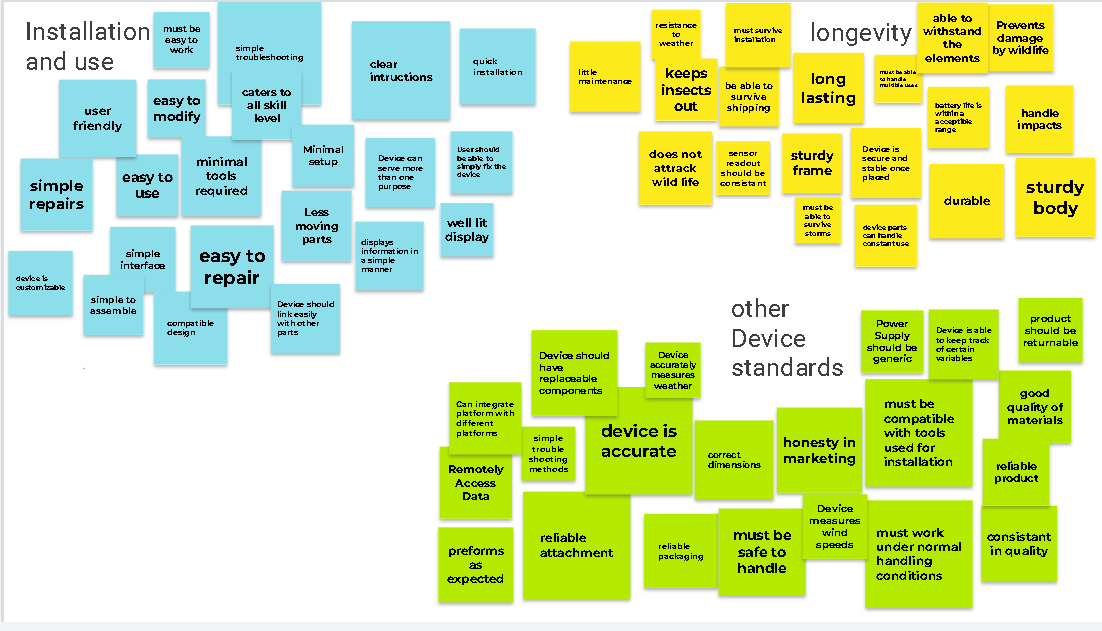 Installation
and use
must be
easy to
work
simple
troubleshooting
clear
intructions
quick
installation
user
friendly
easy to
modify
caters to
all skill
level
simple
repairs
easy to
use
minimal
tools
required
Minimal
setup
Device can
serve more
than one
purpose
User should
be able to
simply fix the
device
Less
moving
parts
well lit
display
simple
interface
easy to
repair
displays
information in
a simple
manner
device is
customizable
simple to
assemble
compatible
design
Device should
link easily
with other
parts
longevity
resistance
to
weather
must survive
installation
able to
withstand
the
elements
Prevents
damage
by wildlife
little
maintenance
keeps
insects
out
be able to
survive
shipping
long
lasting
must be able
to handle
multible uses
battery life is
within a
acceptible
range
handle
impacts
does not
attrack
wild life
sensor
readout
should be
consistant
sturdy
frame
Device is
secure and
stable once
placed
durable
sturdy
body
must be
able to
survive
storms
device parts
can handle
constant use
other
Device
standards
Power
Supply
should be
generic
Device is able
to keep track
of certain
variables
product
should be
returnable
Device should
have
replaceable
components
Device
accurately
measures
weather
Can integrate
platform with
different
platforms
simple
trouble
shooting
methods
device is
accurate
correct
dimensions
honesty in
marketing
must be
compatible
with tools
used for
installation
good
quality of
materials
Remotely
Access
Data
reliable
product
preforms
as
expected
reliable
attachment
reliable
packaging
must be
safe to
handle
Device
measures
wind
speeds
must work
under normal
handling
conditions
consistant
in quality